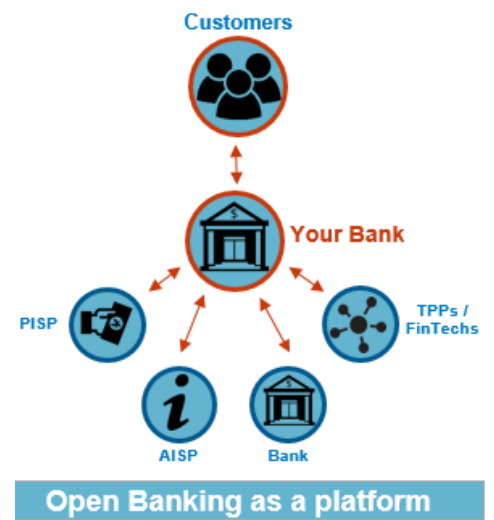 Customers
Your Bank
PISP
TPPs /
FinTechs
AISP
Bank
Open Banking as a platform